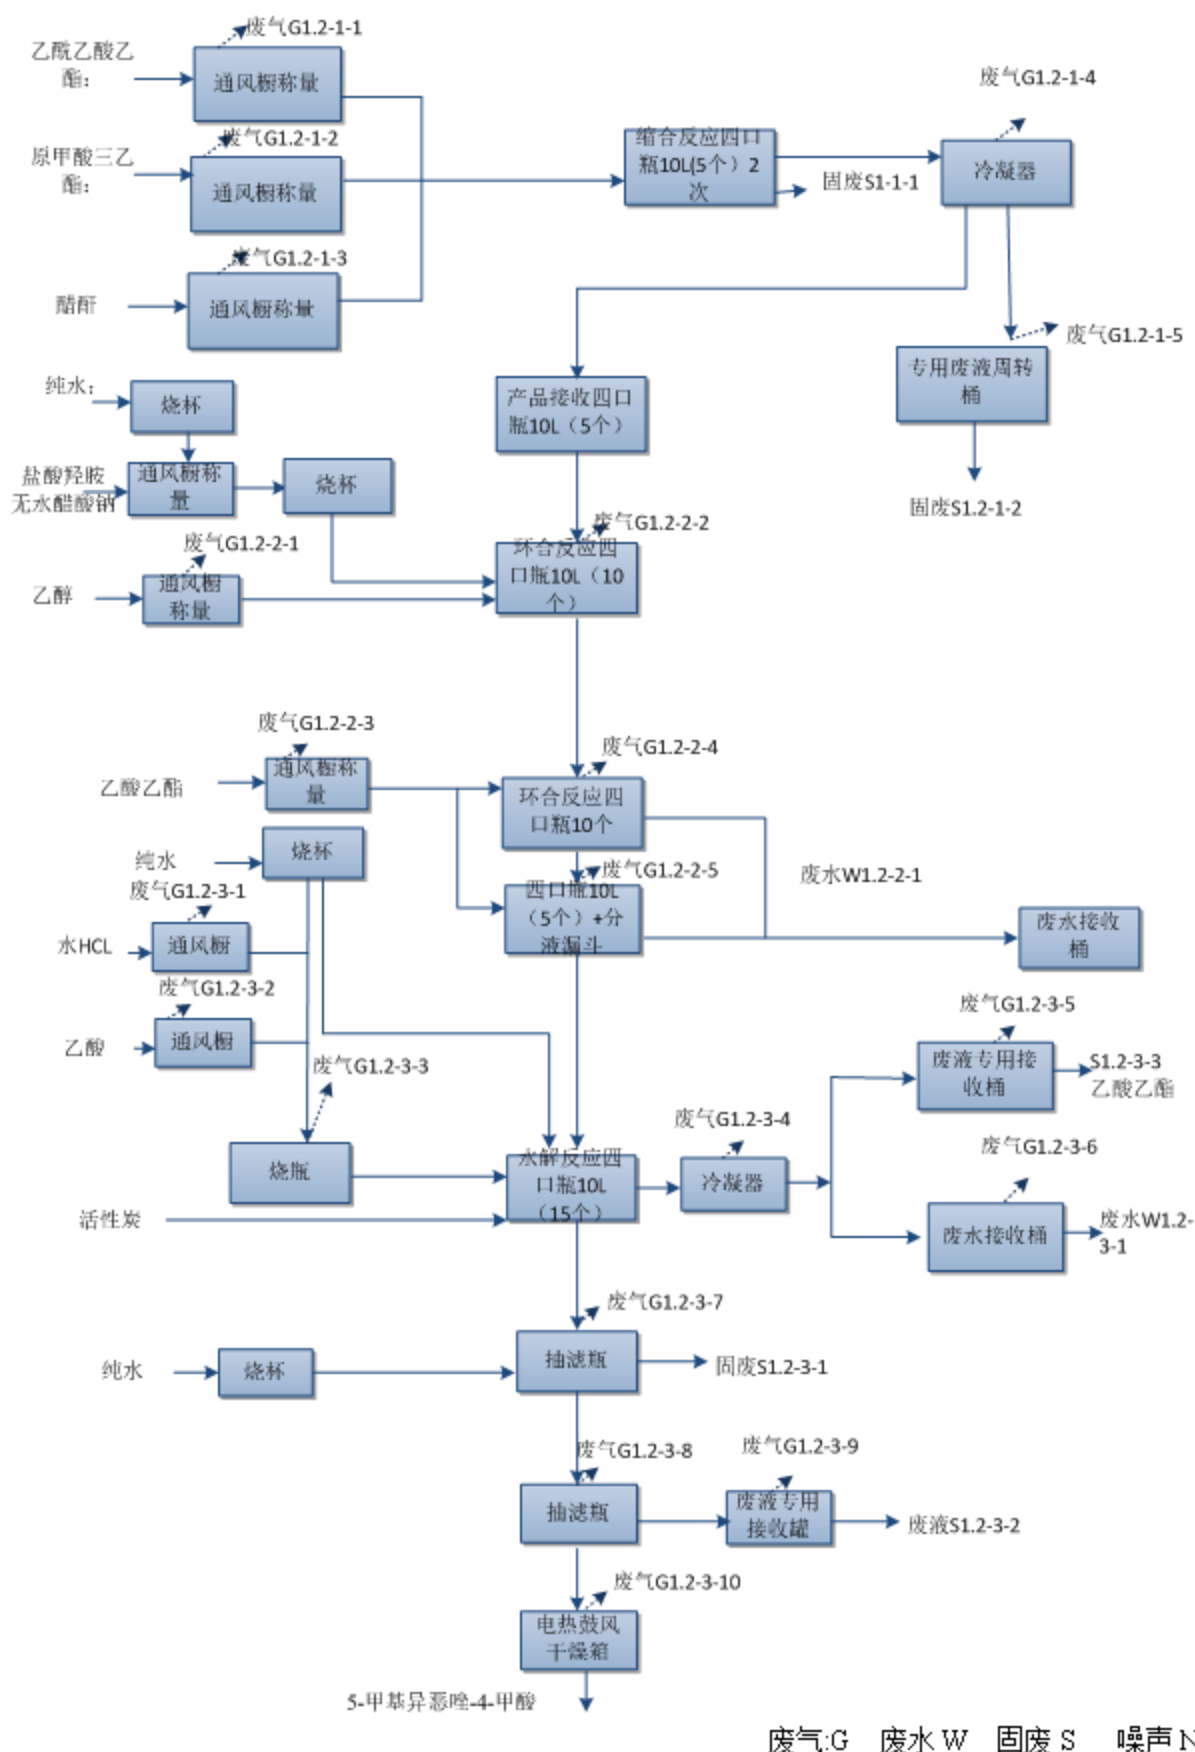 废气G1.2-1-1
乙酰乙酸乙
酯:
通风橱称量
废气G1.2-1-4
废气G1.2-1-2
原甲酸三乙
酯:
通风橱称量
缩合反应四口
瓶10L(5个）2
次
固废S1-1-1
冷凝器
废气G1.2-1-3
醋酐
通风橱称量
废气G1.2-1-5
专用废液周转
桶
纯水:
烧杯
产品接收四口
瓶10L（5个）
盐酸羟胺
无水醋酸钠
通风橱称
量
烧杯
固废S1.2-1-2
废气G1.2-2-2
废气G1.2-2-1
环合反应四
口瓶10L（10
个）
乙醇
通风橱
称量
废气G1.2-2-3
废气G1.2-2-4
乙酸乙酯
通风橱称
量
环合反应四
口瓶10个
纯水
烧杯
废气G1.2-2-5
废水W1.2-2-1
废气G1.2-3-1
四口瓶10L
（5个）+分
液漏斗
废水接收
桶
水HCL
通风橱
废气G1.2-3-2
乙酸
通风橱
废气G1.2-3-5
废液专用接
收桶
S1.2-3-3
乙酸乙酯
废气G1.2-3-3
废气G1.2-3-4
废气G1.2-3-6
烧瓶
水解反应四
口瓶10L
（15个）
冷凝器
活性炭
废水接收桶
废水W1.2-
3-1
废气G1.2-3-7
纯水
烧杯
抽滤瓶
固废S1.2-3-1
废气G1.2-3-8
废气G1.2-3-9
抽滤瓶
废液专用
接收罐
废液S1.2-3-2
废气G1.2-3-10
电热鼓风
干燥箱
5-甲基异恶唑-4-甲酸
废气:G 废水 W 固废 S 噪声 N